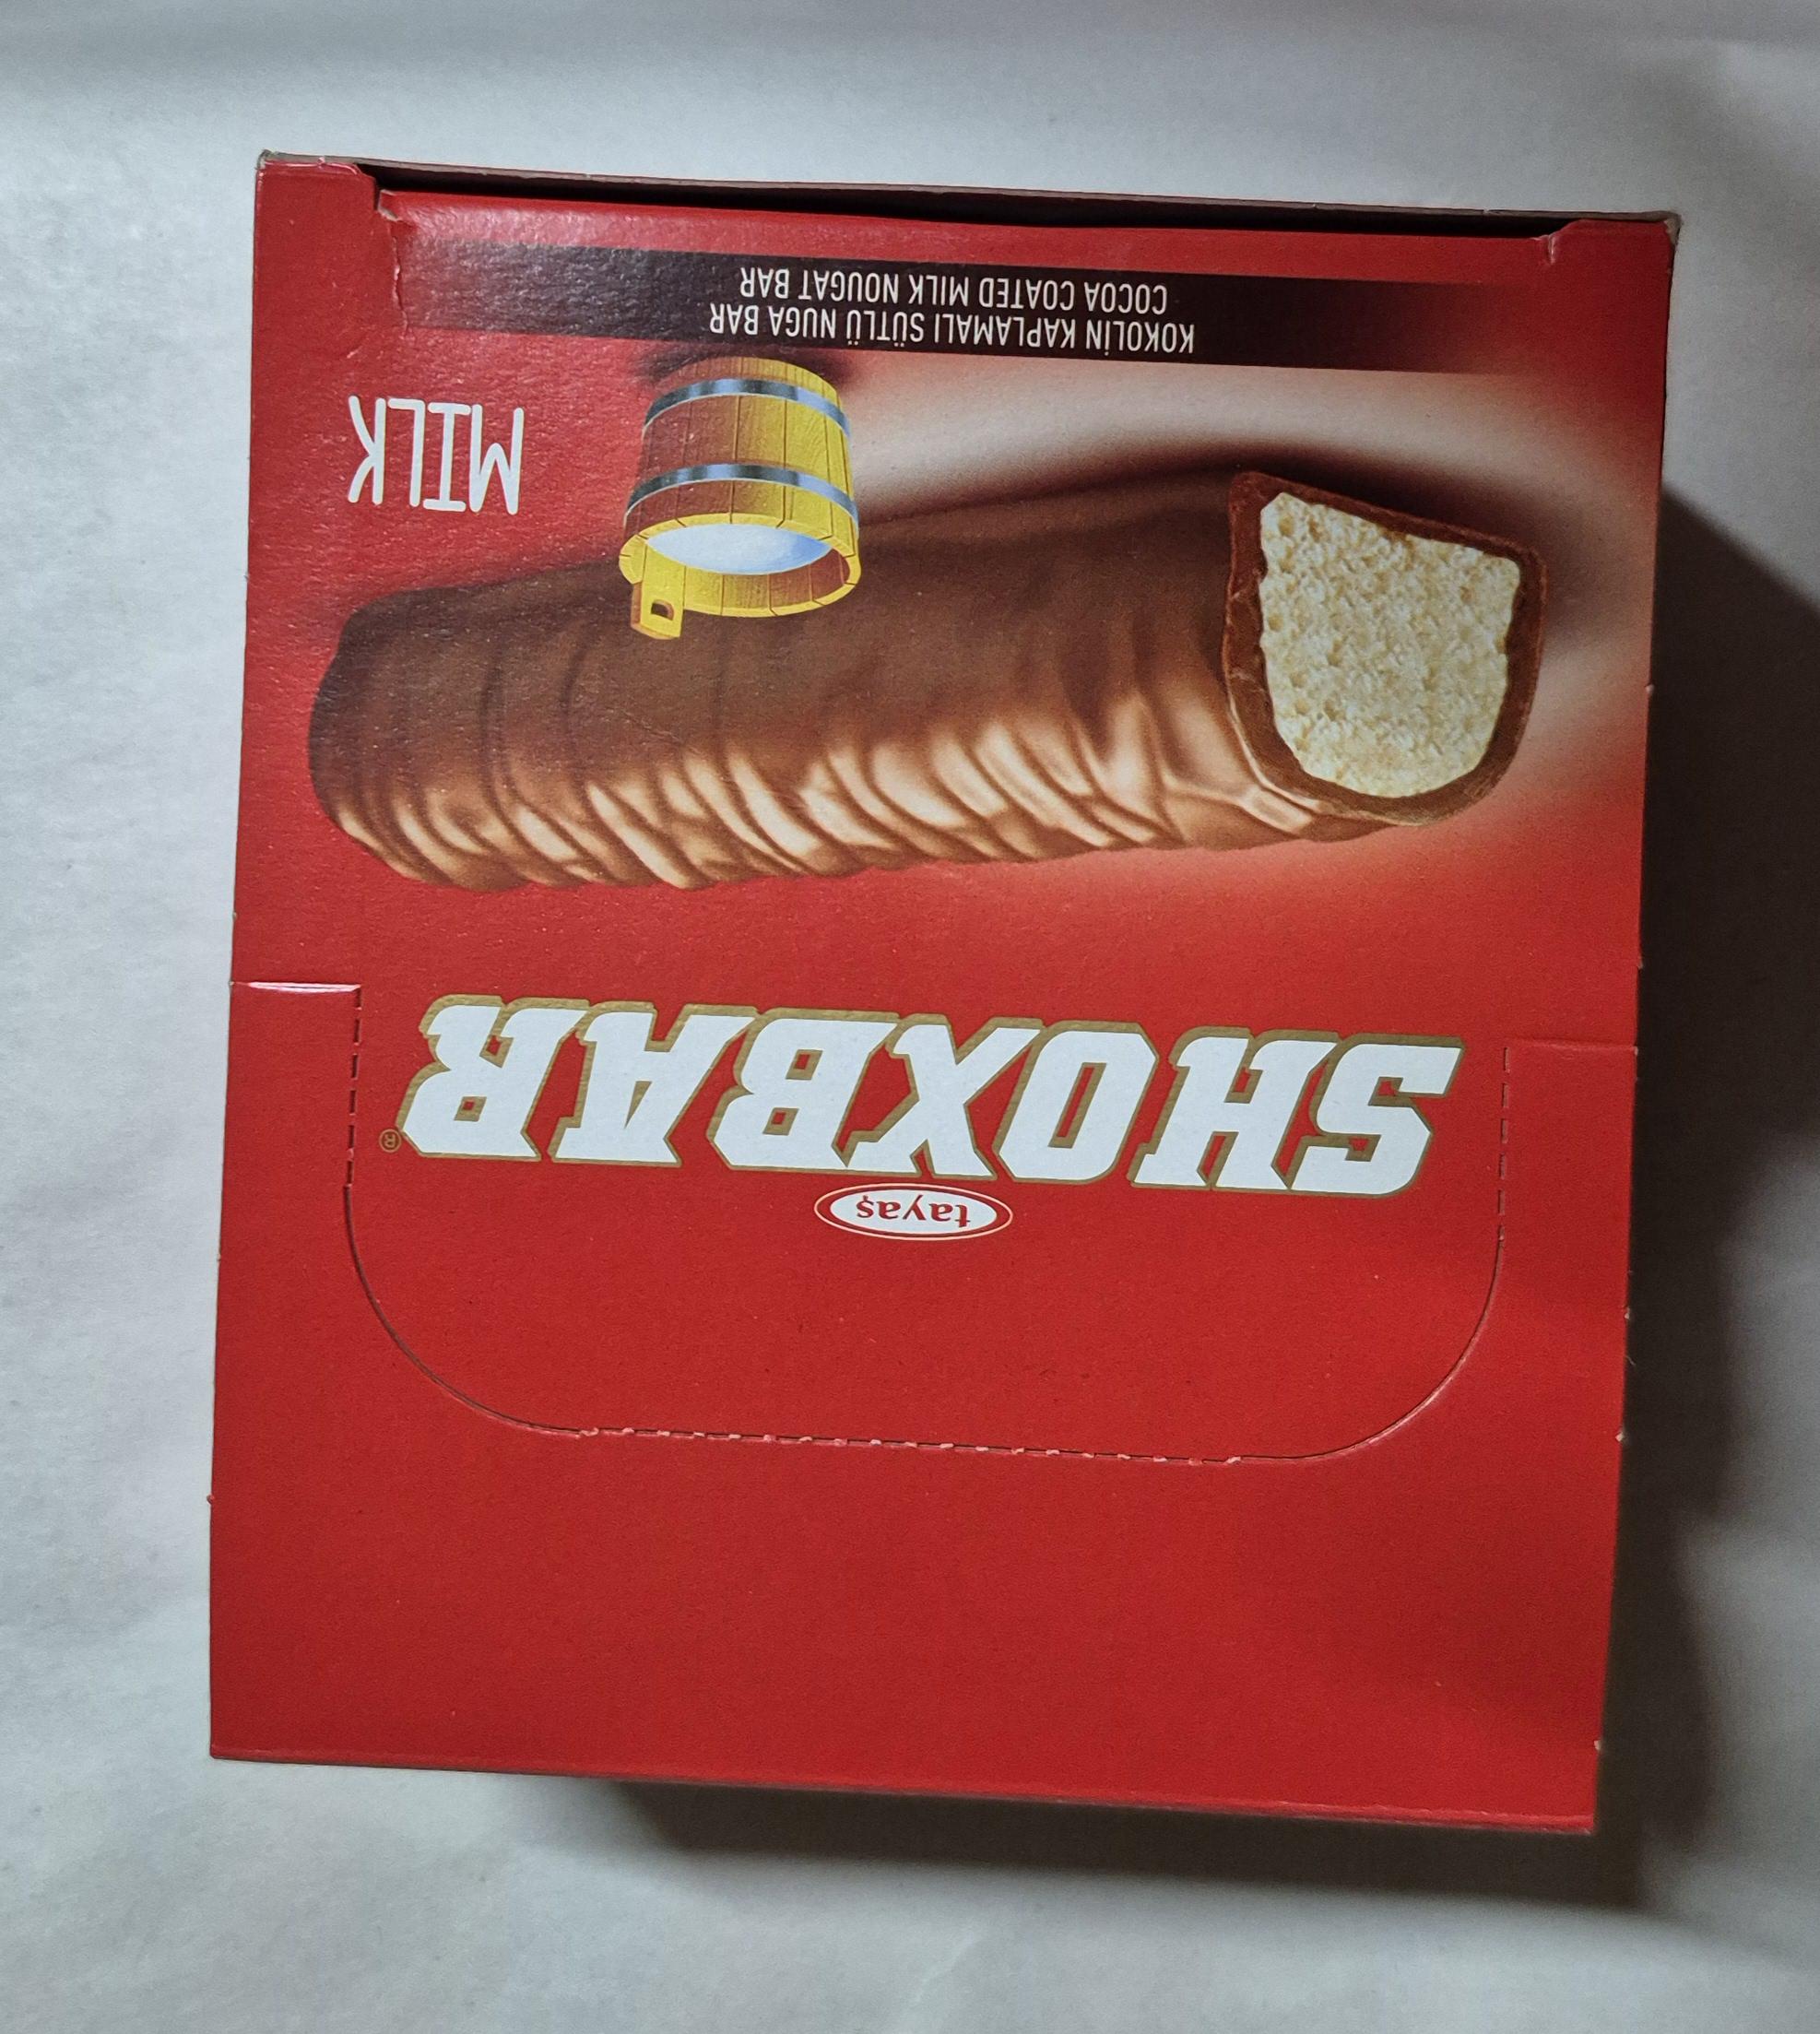 tayaş
SHOXBAR®
MILK
KOKOLİN KAPLAMALI SÜTLÜ NUGA BAR
COCOA COATED MILK NOUGAT BAR